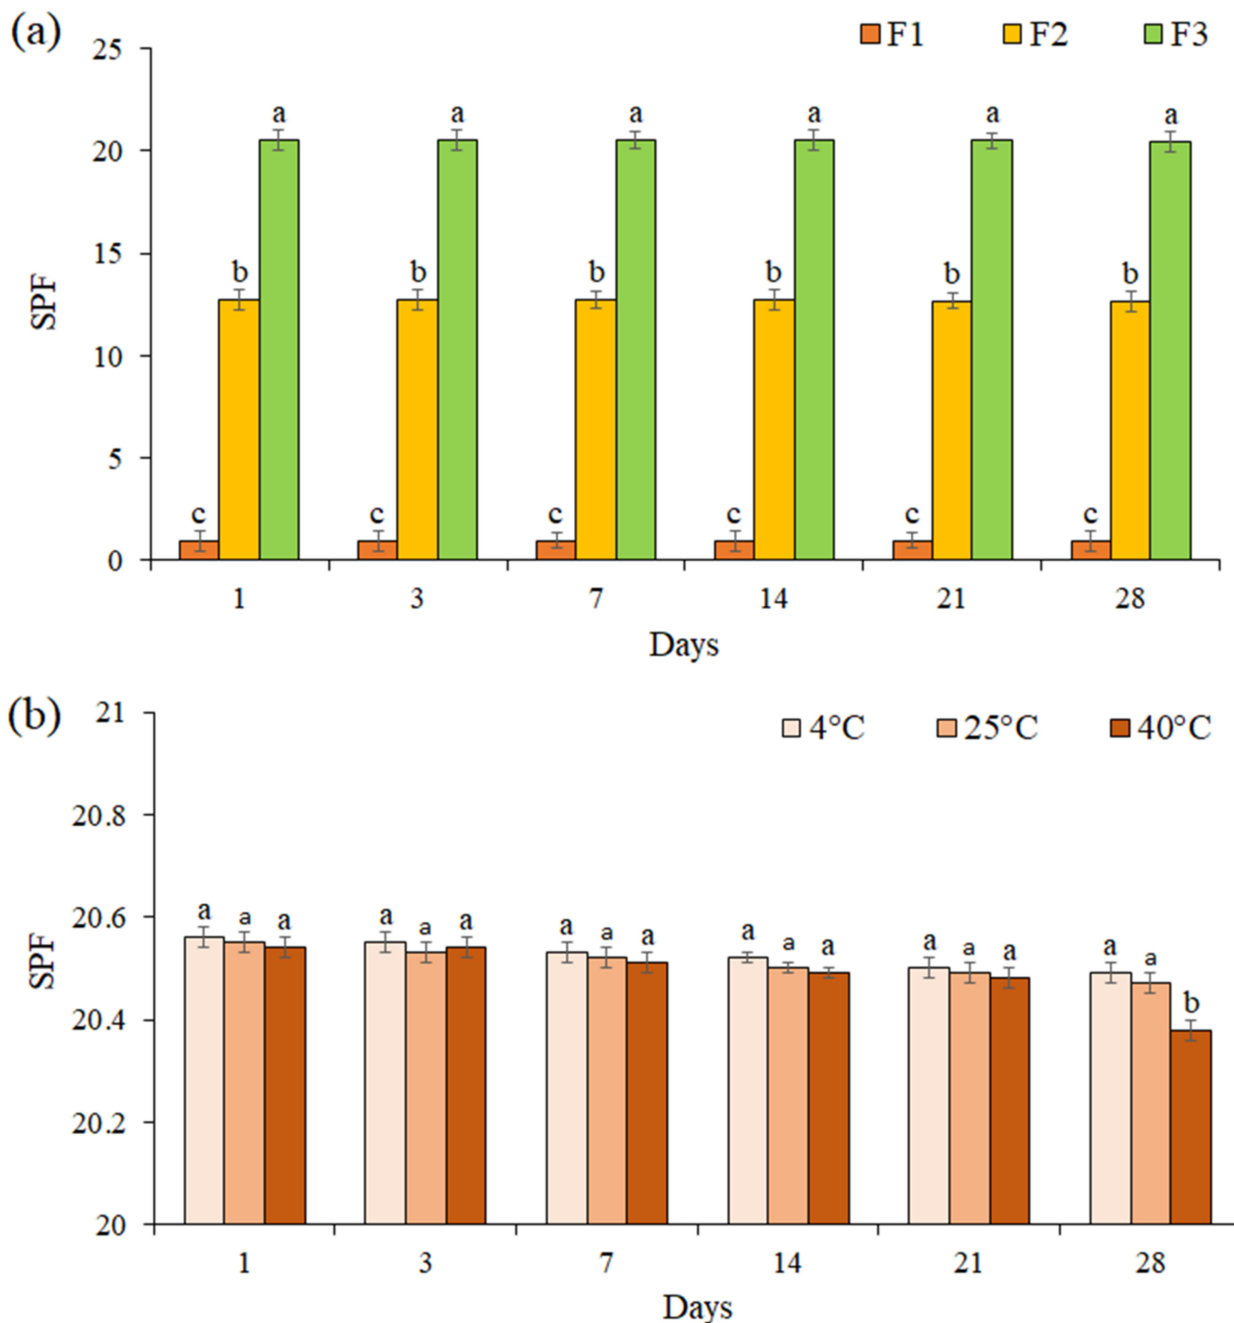 (a)
F1 F2 F3
25
20
15
10
5
0
SPF
a a a a a a
b b b b b b
c c c c c c
1 3 7 14 21 28
Days
(b)
4°C 25°C 40°C
21
20.8
20.6
20.4
20.2
20
SPF
a a a a a a a a a a a a a a a a a b
1 3 7 14 21 28
Days